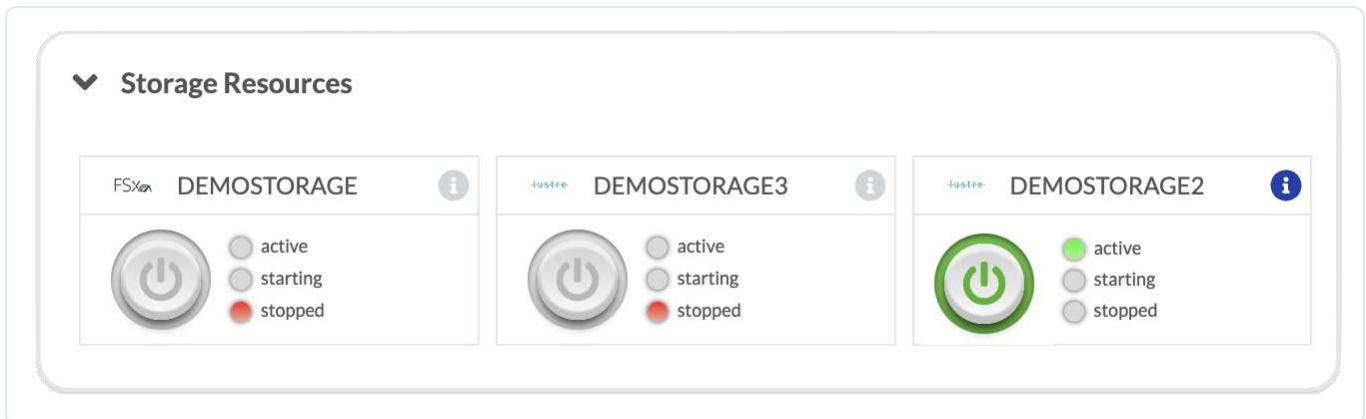 Storage Resources
FSx DEMOSTORAGE i
active
starting
stopped
lustre DEMOSTORAGE3 i
active
starting
stopped
lustre DEMOSTORAGE2 i
active
starting
stopped